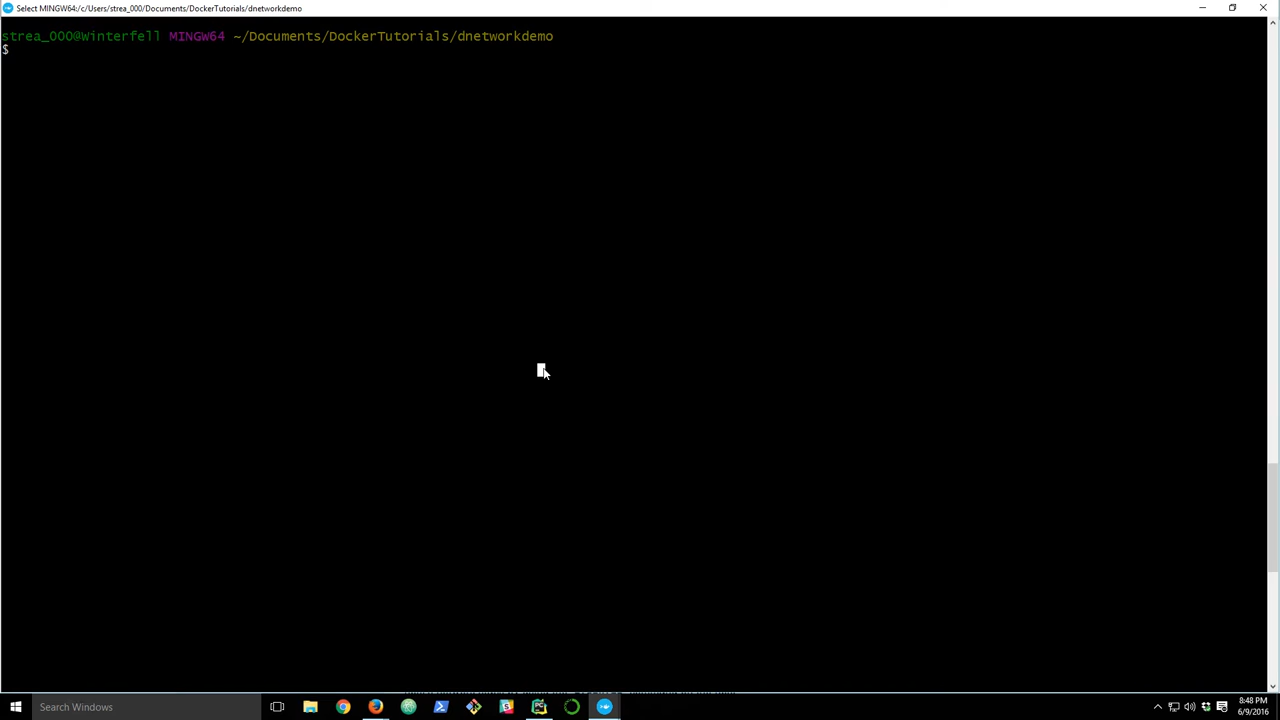 Select MINGW64:/c/Users/strea_000/Documents/DockerTutorials/dnetworkdemo
strea_000@Winterfell MINGW64 ~/Documents/DockerTutorials/dnetworkdemo
$
Search Windows
8:48 PM
6/9/2016